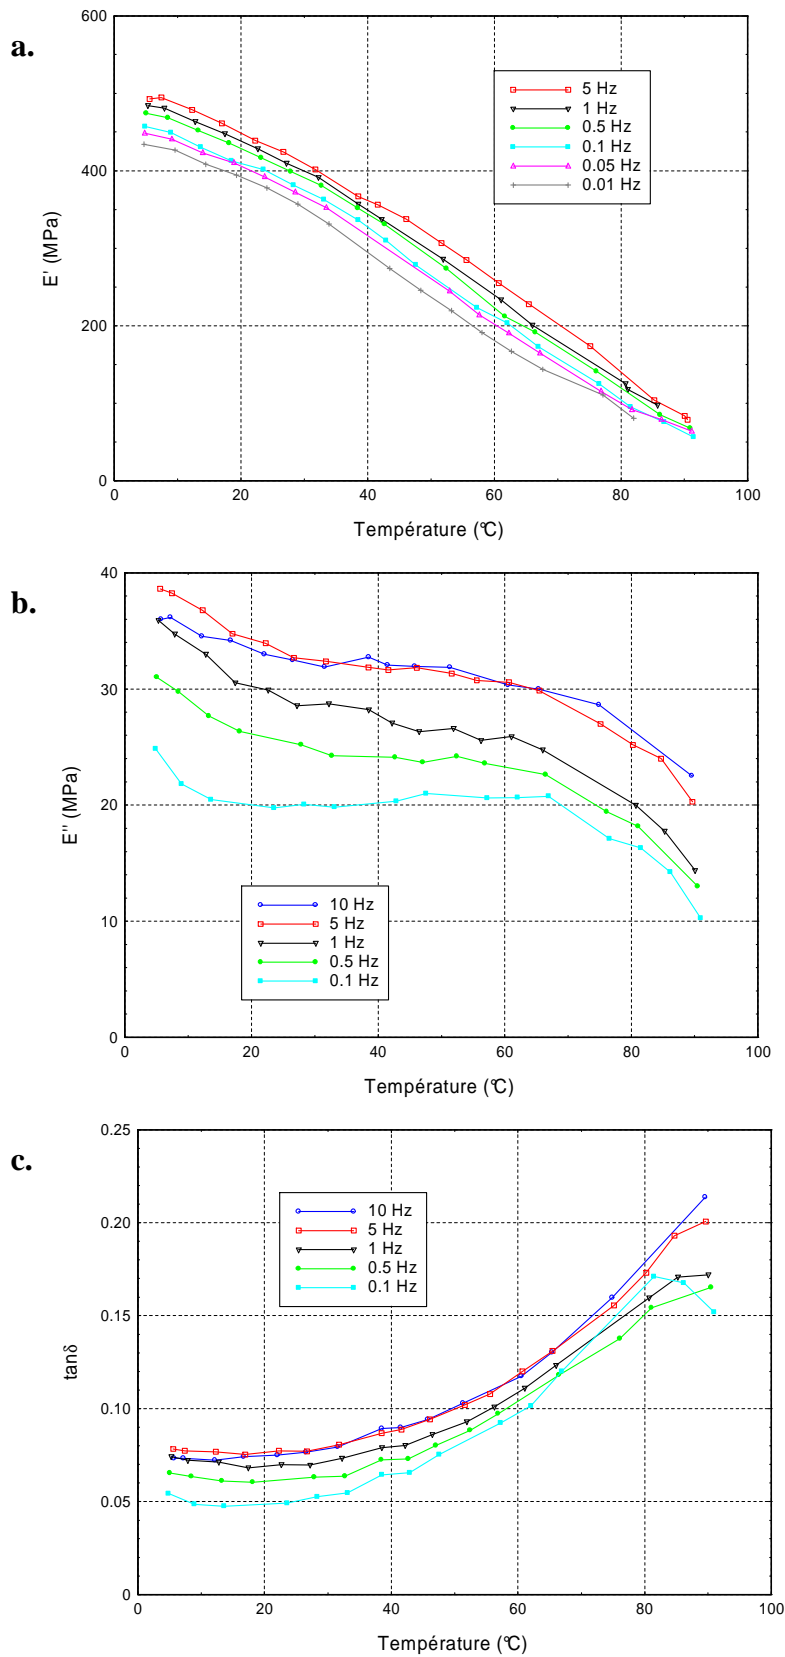 a.
600
400
200
0
E' (MPa)
5 Hz
1 Hz
0.5 Hz
0.1 Hz
0.05 Hz
0.01 Hz
0 20 40 60 80 100
Température (°C)
b.
40
30
20
10
0
E'' (MPa)
10 Hz
5 Hz
1 Hz
0.5 Hz
0.1 Hz
0 20 40 60 80 100
Température (°C)
c.
0.25
0.20
0.15
0.10
0.05
0
tanδ
10 Hz
5 Hz
1 Hz
0.5 Hz
0.1 Hz
0 20 40 60 80 100
Température (°C)